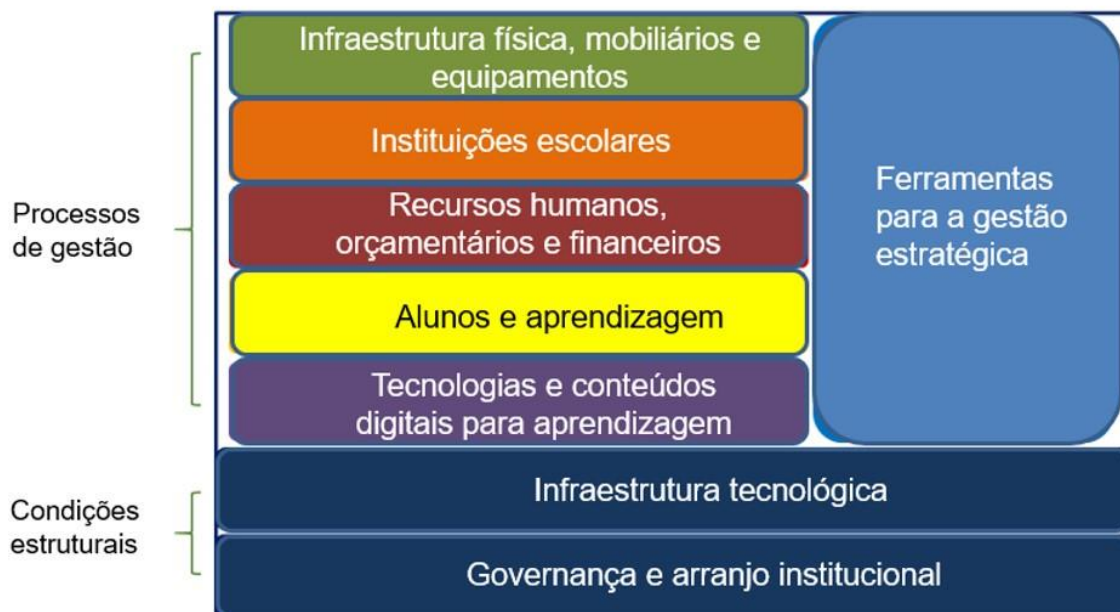 Processos
de gestão
Infraestrutura física, mobiliários e
equipamentos
Instituições escolares
Recursos humanos,
orçamentários e financeiros
Alunos e aprendizagem
Tecnologias e conteúdos
digitais para aprendizagem
Ferramentas
para a gestão
estratégica
Condições
estruturais
Infraestrutura tecnológica
Governança e arranjo institucional